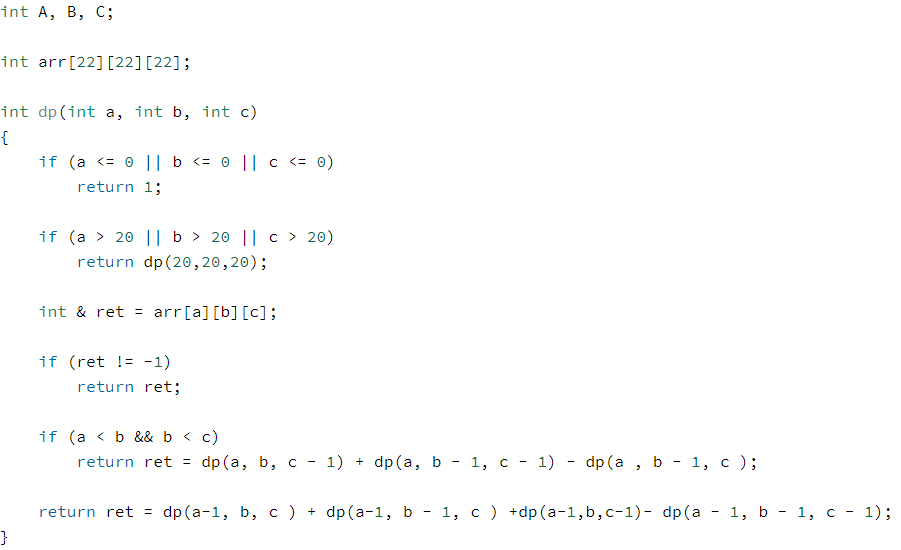 int A, B, C;
int arr[22][22][22];
int dp(int a, int b, int c)
{
    if (a <= 0 || b <= 0 || c <= 0)
        return 1;
    if (a > 20 || b > 20 || c > 20)
        return dp(20,20,20);
    int & ret = arr[a][b][c];
    if (ret != -1)
        return ret;
    if (a < b && b < c)
        return ret = dp(a, b, c - 1) + dp(a, b - 1, c - 1) - dp(a , b - 1, c );
    return ret = dp(a-1, b, c ) + dp(a-1, b - 1, c ) +dp(a-1,b,c-1)- dp(a - 1, b - 1, c - 1);
}